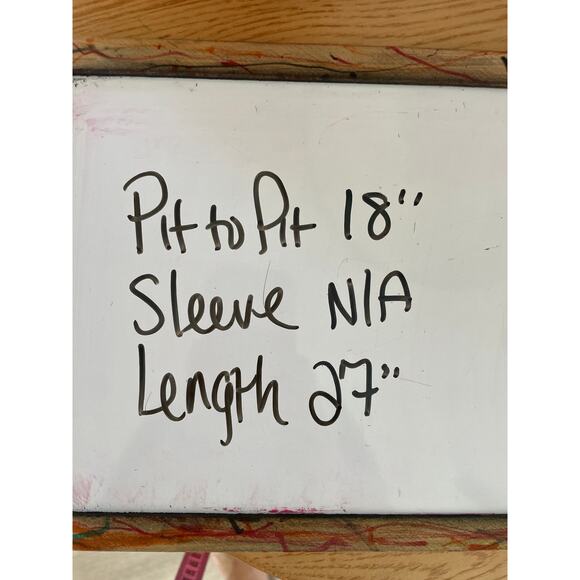 Pit to Pit 18"
Sleeve N/A
Length 27"